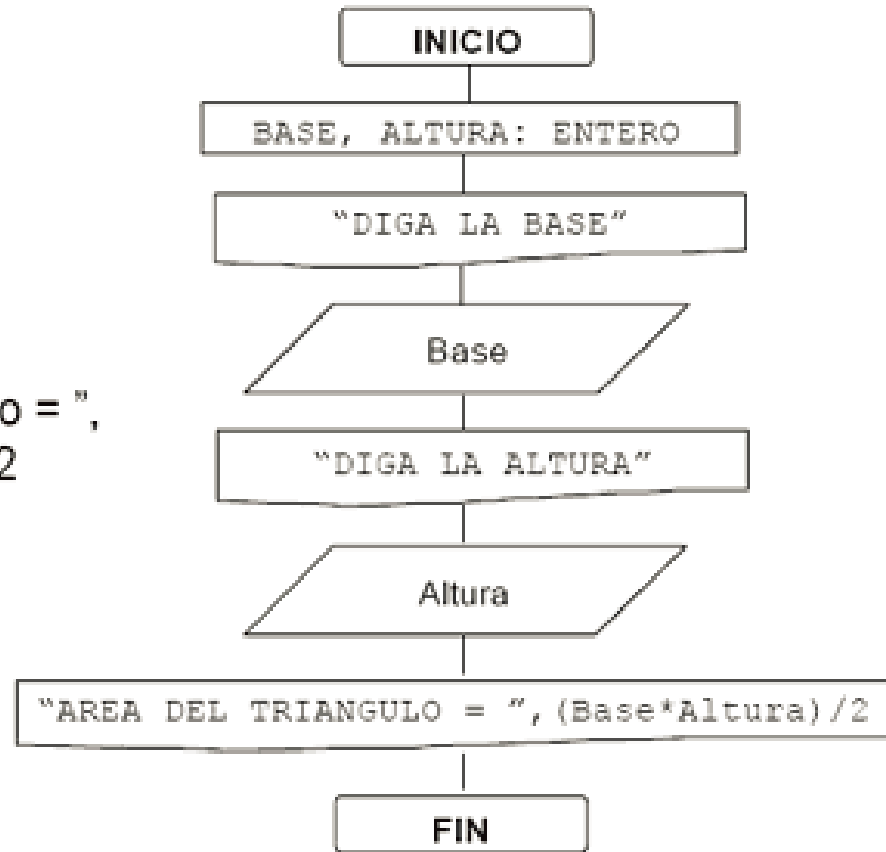 INICIO
BASE, ALTURA: ENTERO
“DIGA LA BASE”
Base
o = ”,
2
“DIGA LA ALTURA”
Altura
“AREA DEL TRIANGULO = ”,(Base*Altura)/2
FIN